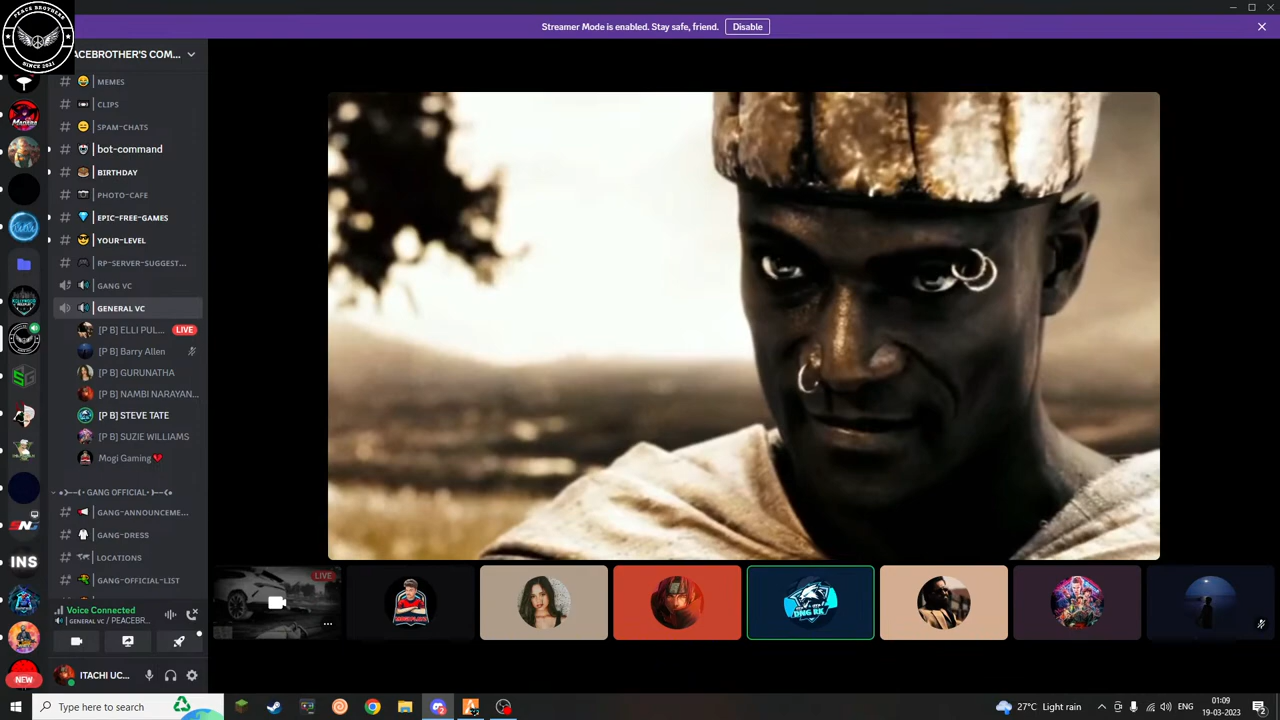 PEACE BROTHERS
SINCE 2021
Streamer Mode is enabled. Stay safe, friend.
Disable
ACEBROTHER'S COM...
MEMES
CLIPS
SPAM-CHATS
bot-command
BIRTHDAY
PHOTO-CAFE
EPIC-FREE-GAMES
YOUR-LEVEL
RP-SERVER-SUGGEST...
GANG VC
GENERAL VC
[P B] ELLI PUL...
LIVE
[P B] Barry Allen
[P B] GURUNATHA
[P B] NAMBI NARAYAN...
[P B] STEVE TATE
[P B] SUZIE WILLIAMS
Mogi Gaming
GANG OFFICIAL
GANG-ANNOUNCEME...
GANG-DRESS
LOCATIONS
GANG-OFFICIAL-LIST
INS
Voice Connected
GENERAL VC / PEACEBR...
ITACHI UC...
NEW
LIVE
Type here to search
27°C Light rain
ENG
01:09
19-03-2023